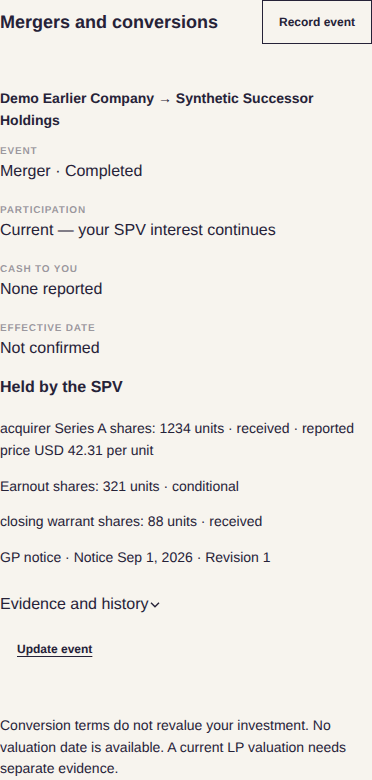 Mergers and conversions
Record event
Demo Earlier Company → Synthetic Successor
Holdings
EVENT
Merger · Completed
PARTICIPATION
Current — your SPV interest continues
CASH TO YOU
None reported
EFFECTIVE DATE
Not confirmed
Held by the SPV
acquirer Series A shares: 1234 units · received · reported
price USD 42.31 per unit
Earnout shares: 321 units · conditional
closing warrant shares: 88 units · received
GP notice · Notice Sep 1, 2026 · Revision 1
Evidence and history
Update event
Conversion terms do not revalue your investment. No
valuation date is available. A current LP valuation needs
separate evidence.